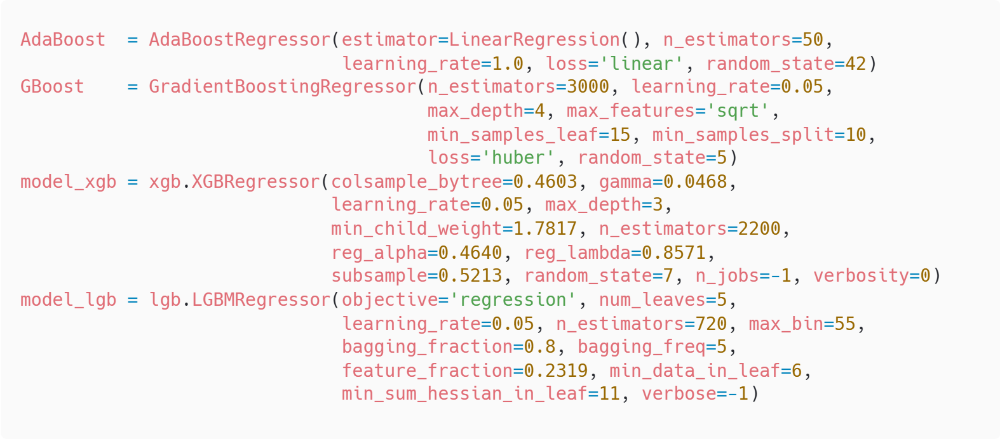 AdaBoost  = AdaBoostRegressor(estimator=LinearRegression(), n_estimators=50,
                              learning_rate=1.0, loss='linear', random_state=42)
GBoost    = GradientBoostingRegressor(n_estimators=3000, learning_rate=0.05,
                                      max_depth=4, max_features='sqrt',
                                      min_samples_leaf=15, min_samples_split=10,
                                      loss='huber', random_state=5)
model_xgb = xgb.XGBRegressor(colsample_bytree=0.4603, gamma=0.0468,
                             learning_rate=0.05, max_depth=3,
                             min_child_weight=1.7817, n_estimators=2200,
                             reg_alpha=0.4640, reg_lambda=0.8571,
                             subsample=0.5213, random_state=7, n_jobs=-1, verbosity=0)
model_lgb = lgb.LGBMRegressor(objective='regression', num_leaves=5,
                              learning_rate=0.05, n_estimators=720, max_bin=55,
                              bagging_fraction=0.8, bagging_freq=5,
                              feature_fraction=0.2319, min_data_in_leaf=6,
                              min_sum_hessian_in_leaf=11, verbose=-1)